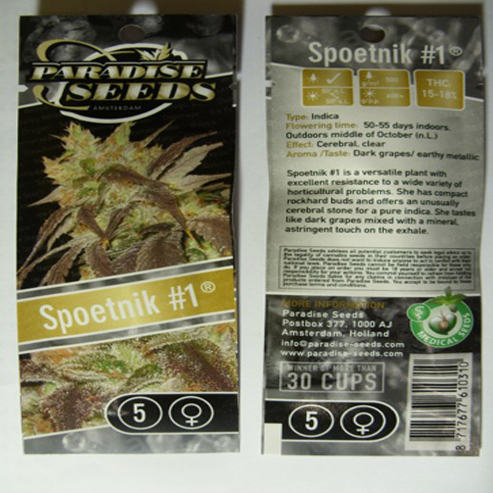 PARADISE
SEEDS
AMSTERDAM
Spoetnik #1®
5
Spoetnik #1®
THC
15-18%
Type: Indica
Flowering time: 50-55 days indoors.
Outdoors middle of October (n.L.)
Effect: Cerebral, clear
Aroma /Taste: Dark grapes/ earthy metallic
Spoetnik #1 is a versatile plant with
excellent resistance to a wide variety of
horticultural problems. She has compact
rockhard buds and offers an unusually
cerebral stone for a pure indica. She tastes
like dark grapes mixed with a mineral,
astringent touch on the exhale.
MORE INFORMATION
Paradise Seeds
Postbox 377, 1000 AJ
Amsterdam, Holland
info@paradise-seeds.com
www.paradise-seeds.com
MEDICAL SEEDS
WINNER OF MORE THAN
30 CUPS
5
8 717677 610310